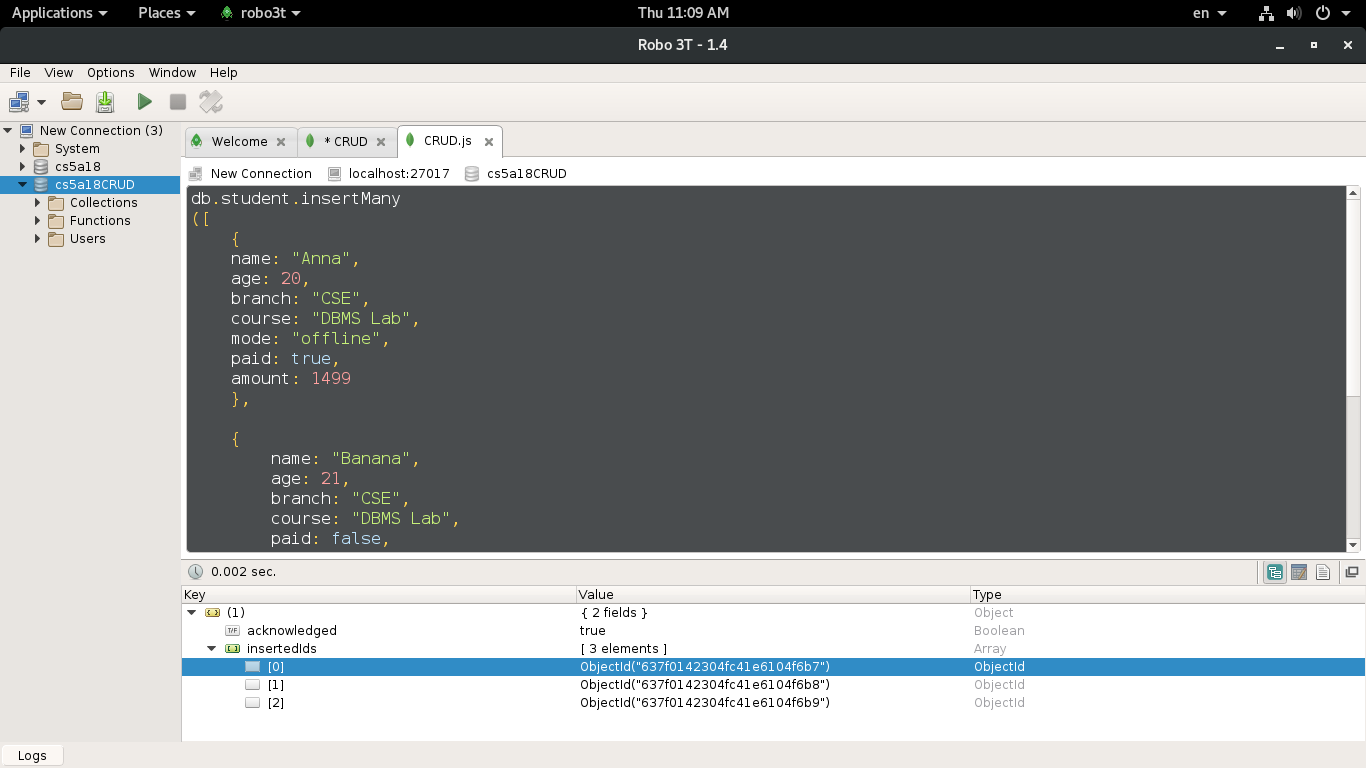 Applications Places robo3t Thu 11:09 AM en
Robo 3T - 1.4
File View Options Window Help
New Connection (3)
System
cs5a18
cs5a18CRUD
Collections
Functions
Users
Welcome * CRUD CRUD.js
New Connection localhost:27017 cs5a18CRUD
db.student.insertMany
([
{
name: "Anna",
age: 20,
branch: "CSE",
course: "DBMS Lab",
mode: "offline",
paid: true,
amount: 1499
},
{
name: "Banana",
age: 21,
branch: "CSE",
course: "DBMS Lab",
paid: false,
0.002 sec.
Key Value Type
(1) { 2 fields } Object
T/F acknowledged true Boolean
insertedIds [ 3 elements ] Array
[0] ObjectId("637f0142304fc41e6104f6b7") ObjectId
[1] ObjectId("637f0142304fc41e6104f6b8") ObjectId
[2] ObjectId("637f0142304fc41e6104f6b9") ObjectId
Logs